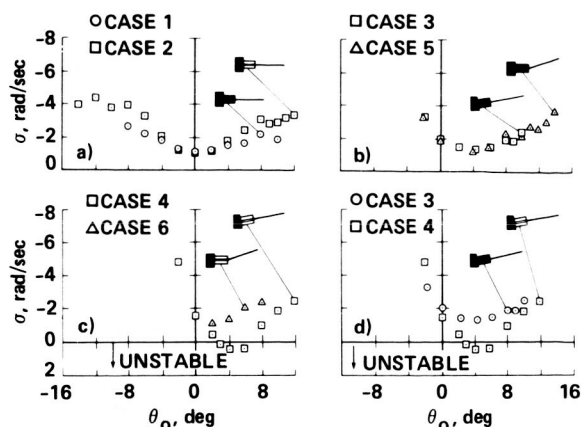 ○ CASE 1
□ CASE 2
σ, rad/sec
-8
-6
-4
-2
0
a)
□ CASE 3
△ CASE 5
b)
□ CASE 4
△ CASE 6
σ, rad/sec
-8
-6
-4
-2
0
2
c)
UNSTABLE
-16 -8 0 8
θo, deg
○ CASE 3
□ CASE 4
d)
UNSTABLE
-8 0 8 16
θo, deg